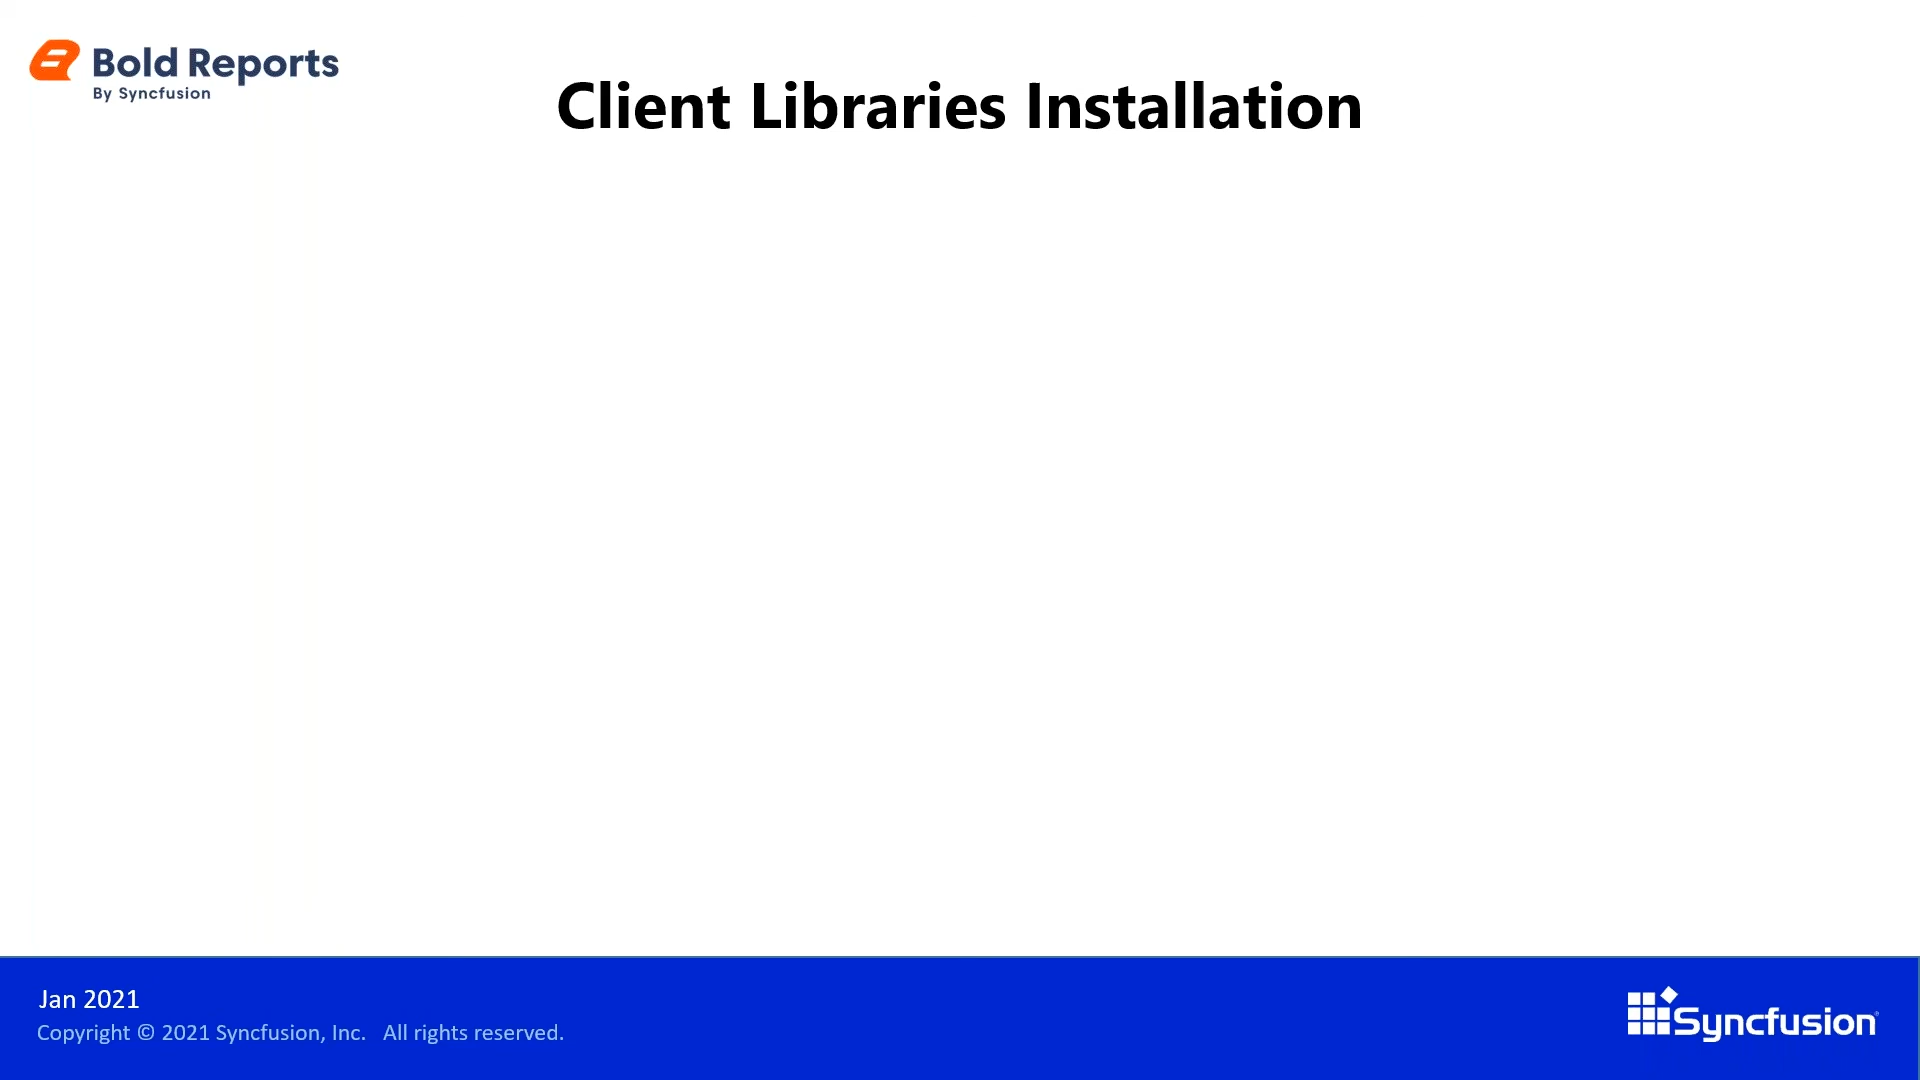 Bold Reports
By Syncfusion
Client Libraries Installation
Jan 2021
Copyright © 2021 Syncfusion, Inc.   All rights reserved.
Syncfusion